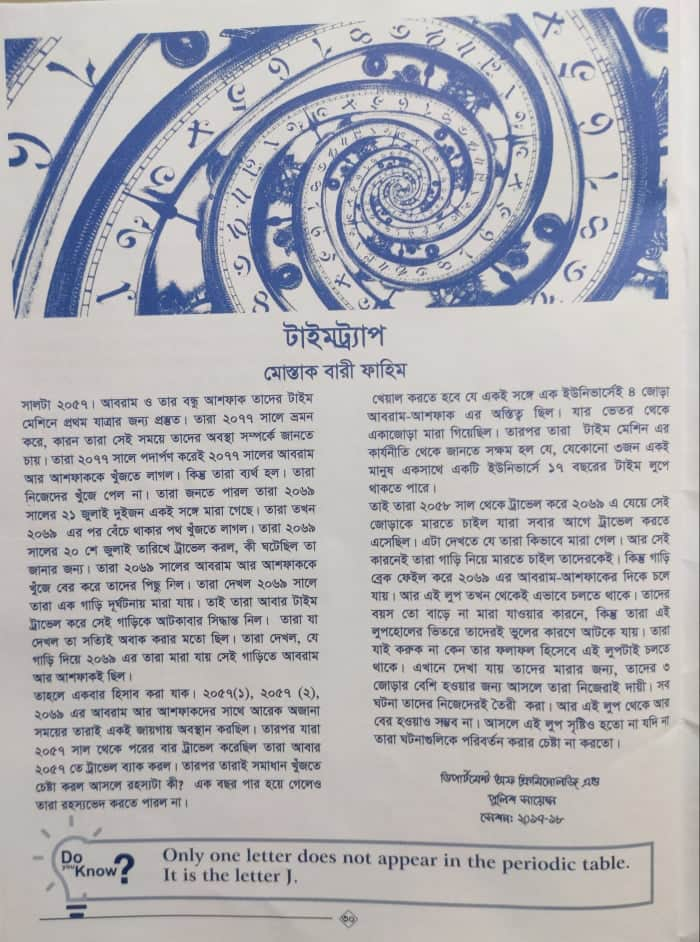 টাইমট্র্যাপ
মোস্তাক বারী ফাহিম
সালটা ২০৫৭। আবরাম ও তার বন্ধু আশফাক তাদের টাইম
মেশিনে প্রথম যাত্রার জন্য প্রস্তুত। তারা ২০৭৭ সালে ভ্রমন
করে, কারন তারা সেই সময়ে তাদের অবস্থা সম্পর্কে জানতে
চায়। তারা ২০৭৭ সালে পদার্পণ করেই ২০৭৭ সালের আবরাম
আর আশফাককে খুঁজতে লাগল। কিন্তু তারা ব্যর্থ হল। তারা
নিজেদের খুঁজে পেল না। তারা জানতে পারল তারা ২০৬৯
সালের ২১ জুলাই দুইজন একই সঙ্গে মারা গেছে। তারা তখন
২০৬৯ এর পর বেঁচে থাকার পথ খুঁজতে লাগল। তারা ২০৬৯
সালের ২০ শে জুলাই তারিখে ট্রাভেল করল, কী ঘটেছিল তা
জানার জন্য। তারা ২০৬৯ সালের আবরাম আর আশফাককে
খুঁজে বের করে তাদের পিছু নিল। তারা দেখল ২০৬৯ সালে
তারা এক গাড়ি দূর্ঘটনায় মারা যায়। তাই তারা আবার টাইম
ট্রাভেল করে সেই গাড়িকে আটকাবার সিদ্ধান্ত নিল। তারা যা
দেখল তা সত্যিই অবাক করার মতো ছিল। তারা দেখল, যে
গাড়ি দিয়ে ২০৬৯ এর তারা মারা যায় সেই গাড়িতে আবরাম
আর আশফাকই ছিল।
তাহলে একবার হিসাব করা যাক। ২০৫৭(১), ২০৫৭ (২),
২০৬৯ এর আবরাম আর আশফাকদের সাথে আরেক অজানা
সময়ের তারাই একই জায়গায় অবস্থান করছিল। তারপর যারা
২০৫৭ সাল থেকে পরের বার ট্রাভেল করেছিল তারা আবার
২০৫৭ তে ট্রাভেল ব্যাক করল। তারপর তারাই সমাধান খুঁজতে
চেষ্টা করল আসলে রহস্যটা কী? এক বছর পার হয়ে গেলেও
তারা রহস্যভেদ করতে পারল না।
খেয়াল করতে হবে যে একই সঙ্গে এক ইউনিভার্সেই ৪ জোড়া
আবরাম-আশফাক এর অস্তিত্ব ছিল। যার ভেতর থেকে
একাজোড়া মারা গিয়েছিল। তারপর তারা টাইম মেশিন এর
কার্যনীতি থেকে জানতে সক্ষম হল যে, যেকোনো ৩জন একই
মানুষ একসাথে একটি ইউনিভার্সে ১৭ বছরের টাইম লুপে
থাকতে পারে।
তাই তারা ২০৫৮ সাল থেকে ট্রাভেল করে ২০৬৯ এ যেয়ে সেই
জোড়াকে মারতে চাইল যারা সবার আগে ট্রাভেল করতে
এসেছিল। এটা দেখতে যে তারা কিভাবে মারা গেল। আর সেই
কারনেই তারা গাড়ি নিয়ে মারতে চাইল তাদেরকেই। কিন্তু গাড়ি
ব্রেক ফেইল করে ২০৬৯ এর আবরাম-আশফাকের দিকে চলে
যায়। আর এই লুপ তখন থেকেই এভাবে চলতে থাকে। তাদের
বয়স তো বাড়ে না মারা যাওয়ার কারনে, কিন্তু তারা এই
লুপহোলের ভিতরে তাদেরই ভুলের কারণে আটকে যায়। তারা
যাই করুক না কেন তার ফলাফল হিসেবে এই লুপটাই চলতে
থাকে। এখানে দেখা যায় তাদের মারার জন্য, তাদের ৩
জোড়ার বেশি হওয়ার জন্য আসলে তারা নিজেরাই দায়ী। সব
ঘটনা তাদের নিজেদেরই তৈরী করা। আর এই লুপ থেকে আর
বের হওয়াও সম্ভব না। আসলে এই লুপ সৃষ্টিও হতো না যদি না
তারা ঘটনাগুলিকে পরিবর্তন করার চেষ্টা না করতো।
ডিপার্টমেন্ট অফ ক্রিমিনোলজি এন্ড
পুলিশ সায়েন্স
সেশন: ২০১৭-১৮
Do you Know?
Only one letter does not appear in the periodic table.
It is the letter J.
৩০